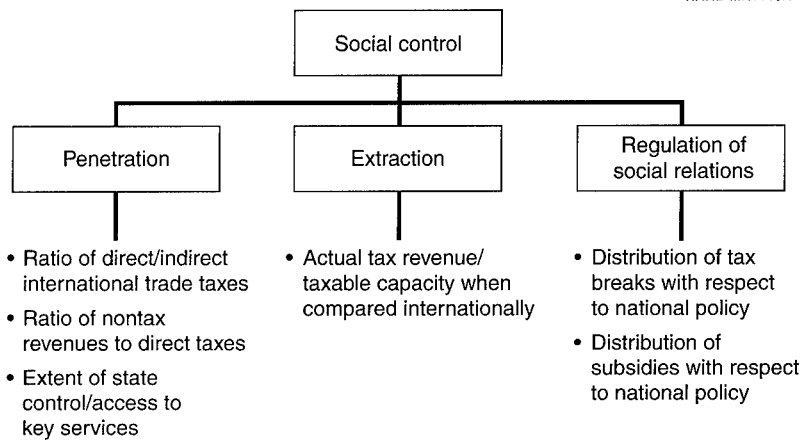 Social control
Penetration
Extraction
Regulation of
social relations
• Ratio of direct/indirect
international trade taxes
• Ratio of nontax
revenues to direct taxes
• Extent of state
control/access to
key services
• Actual tax revenue/
taxable capacity when
compared internationally
• Distribution of tax
breaks with respect
to national policy
• Distribution of
subsidies with respect
to national policy